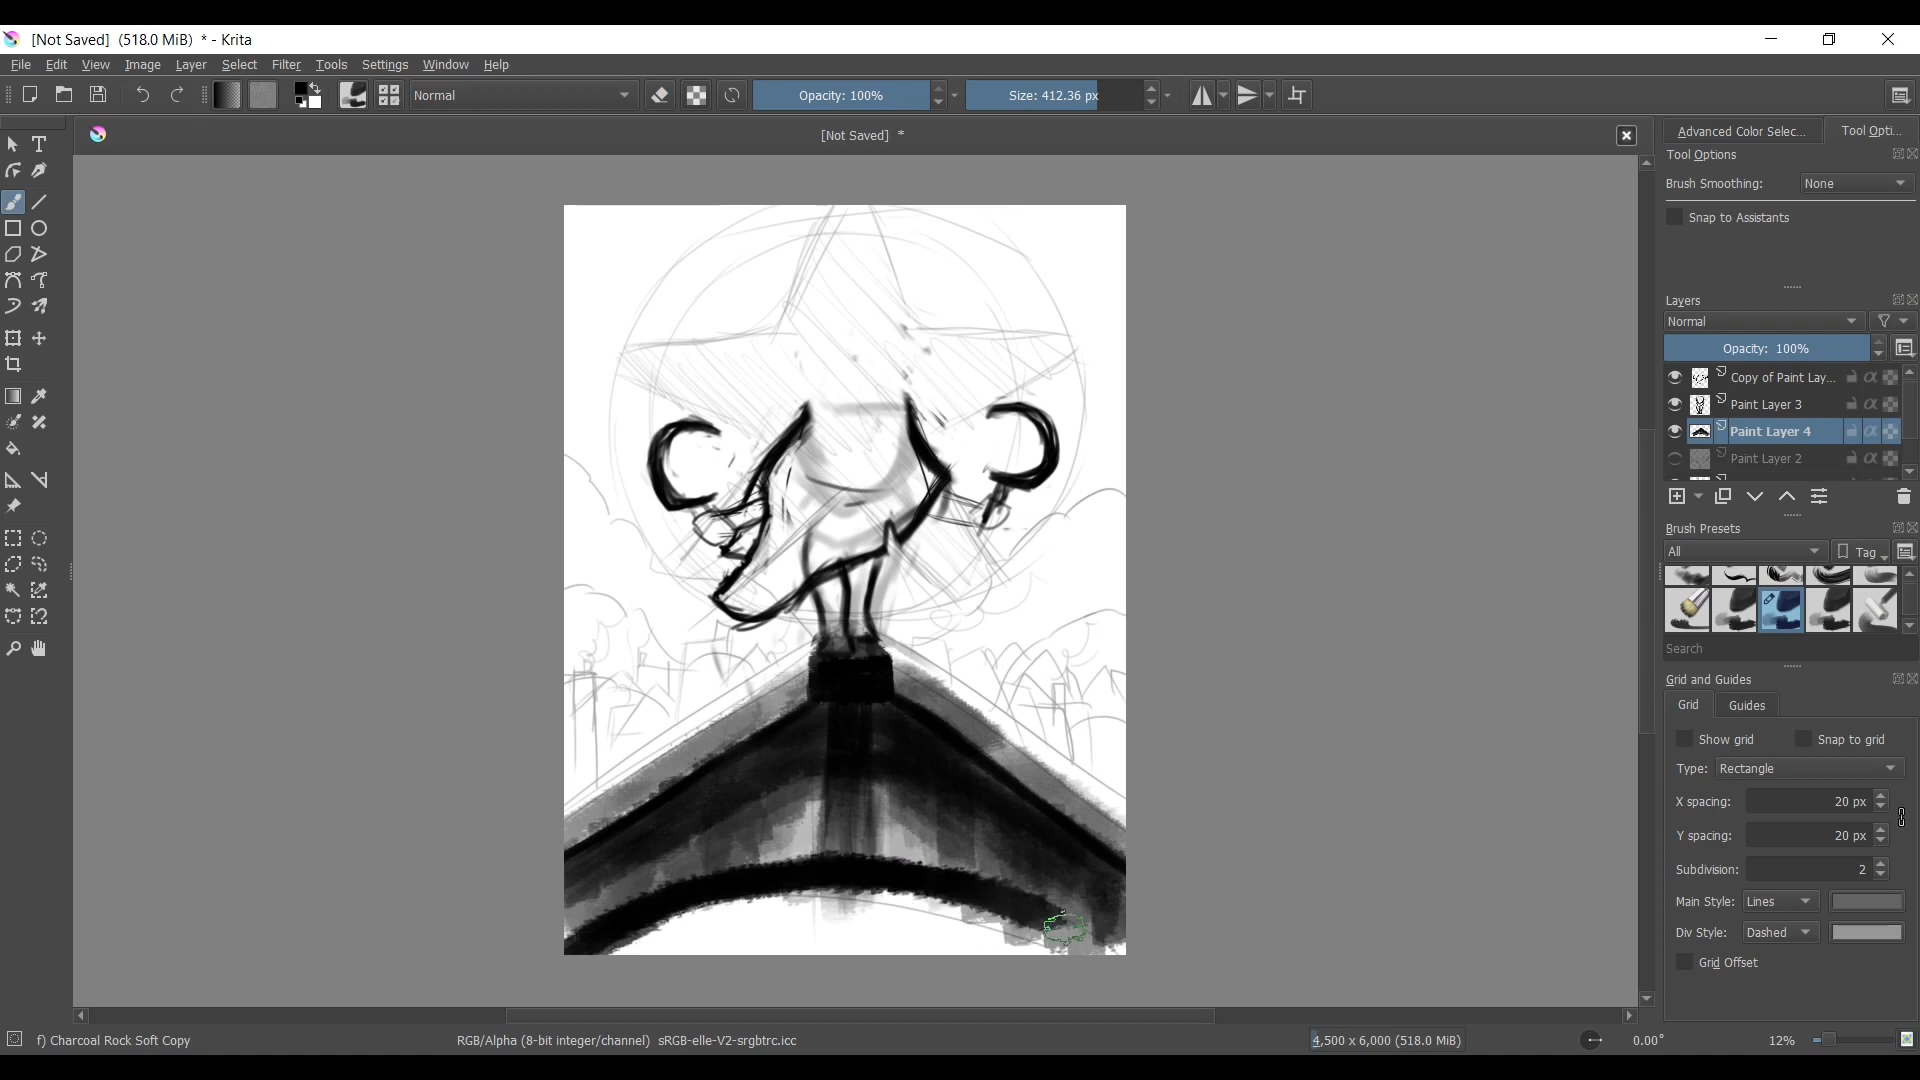 [Not Saved] (518.0 MiB) * - Krita
File Edit View Image Layer Select Filter Tools Settings Window Help
Normal
Opacity: 100%
Size: 412.36 px
[Not Saved] *
Advanced Color Selec... Tool Opti...
Tool Options
Brush Smoothing: None
Snap to Assistants
Layers
Normal
Opacity: 100%
Copy of Paint Lay...
Paint Layer 3
Paint Layer 4
Paint Layer 2
Brush Presets
All Tag
Search
Grid and Guides
Grid Guides
Show grid Snap to grid
Type: Rectangle
X spacing: 20 px
Y spacing: 20 px
Subdivision: 2
Main Style: Lines
Div Style: Dashed
Grid Offset
f) Charcoal Rock Soft Copy RGB/Alpha (8-bit integer/channel) sRGB-elle-V2-srgbtrc.icc 4,500 x 6,000 (518.0 MiB) 0.00° 12%